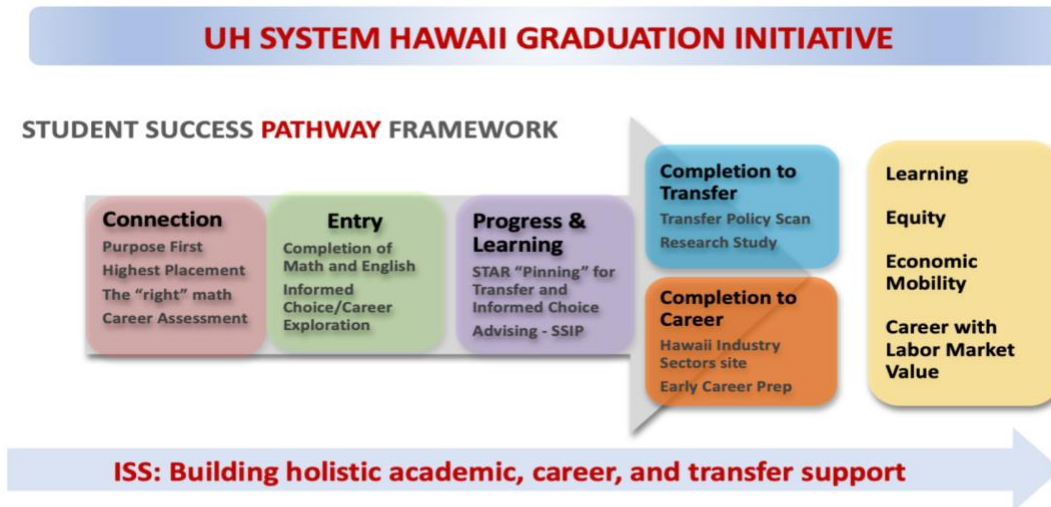 UH SYSTEM HAWAII GRADUATION INITIATIVE
STUDENT SUCCESS PATHWAY FRAMEWORK
Connection
Purpose First
Highest Placement
The “right” math
Career Assessment
Entry
Completion of
Math and English
Informed
Choice/Career
Exploration
Progress &
Learning
STAR “Pinning” for
Transfer and
Informed Choice
Advising - SSIP
Completion to
Transfer
Transfer Policy Scan
Research Study
Completion to
Career
Hawaii Industry
Sectors site
Early Career Prep
Learning
Equity
Economic
Mobility
Career with
Labor Market
Value
ISS: Building holistic academic, career, and transfer support